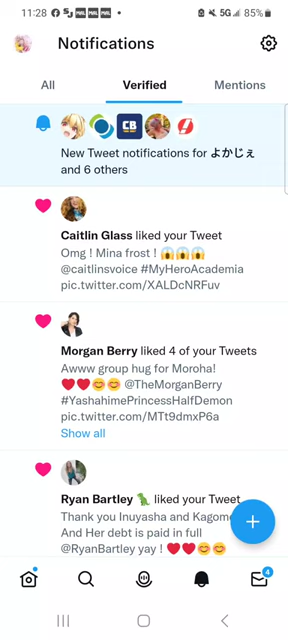 11:28
5G 85%
Notifications
All Verified Mentions
CB
New Tweet notifications for よかじぇ
and 6 others
Caitlin Glass liked your Tweet
Omg ! Mina frost ! 😱😱😱
@caitlinsvoice #MyHeroAcademia
pic.twitter.com/XALDcNRFuv
Morgan Berry liked 4 of your Tweets
Awww group hug for Moroha!
❤️❤️😊😊 @TheMorganBerry
#YashahimePrincessHalfDemon
pic.twitter.com/MTt9dmxP6a
Show all
Ryan Bartley 🦖 liked your Tweet
Thank you Inuyasha and Kagom
And Her debt is paid in full
@RyanBartley yay ! ❤️❤️😊😊
4